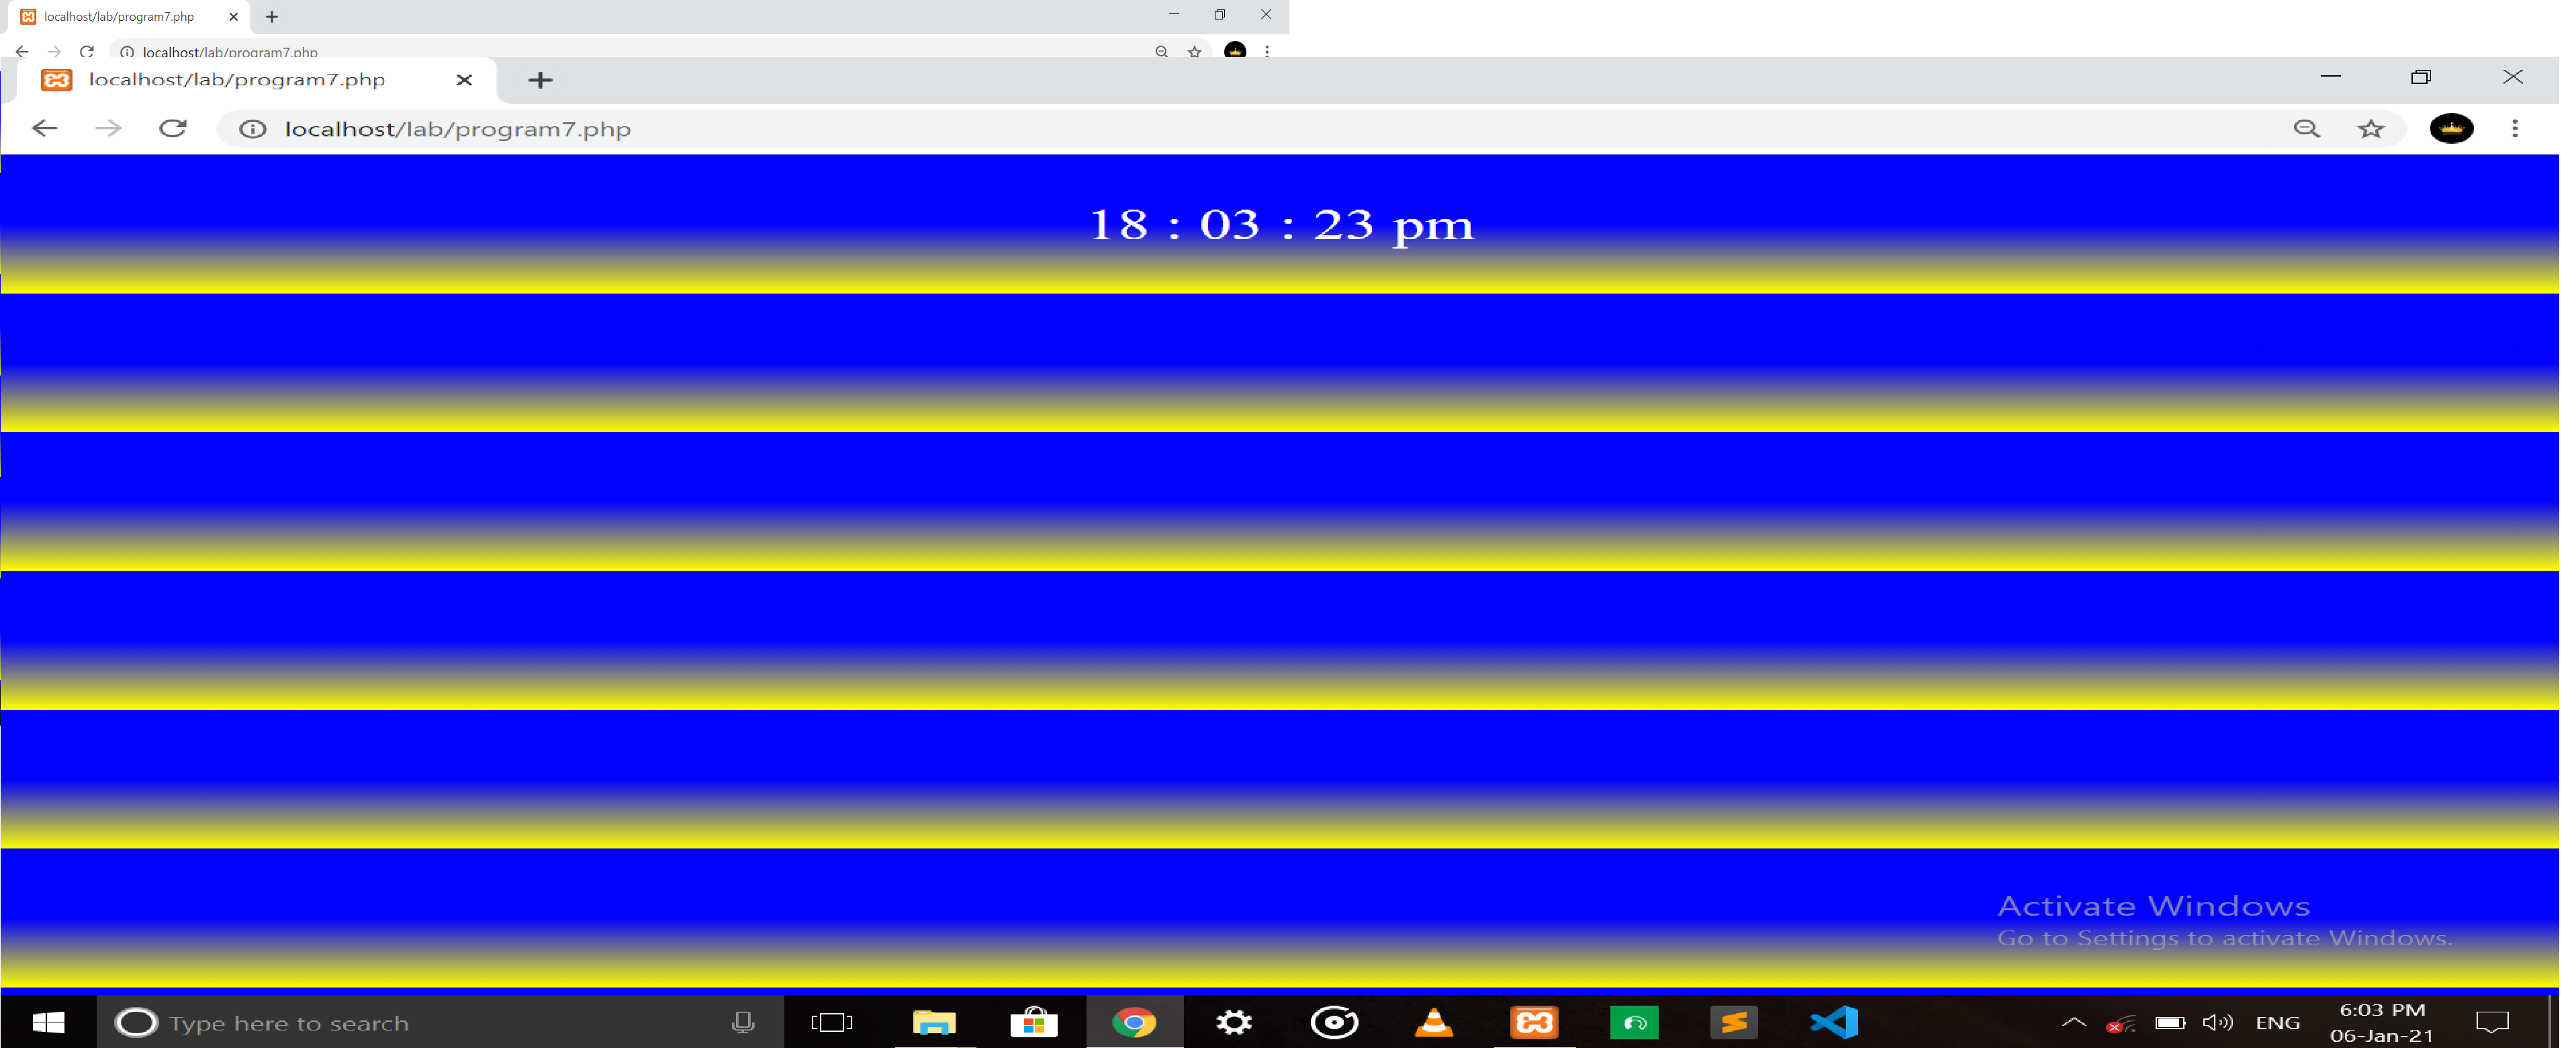 localhost/lab/program7.php
localhost/lab/program7.php
localhost/lab/program7.php
localhost/lab/program7.php
18 : 03 : 23 pm
Activate Windows
Go to Settings to activate Windows.
Type here to search
ENG
6:03 PM
06-Jan-21